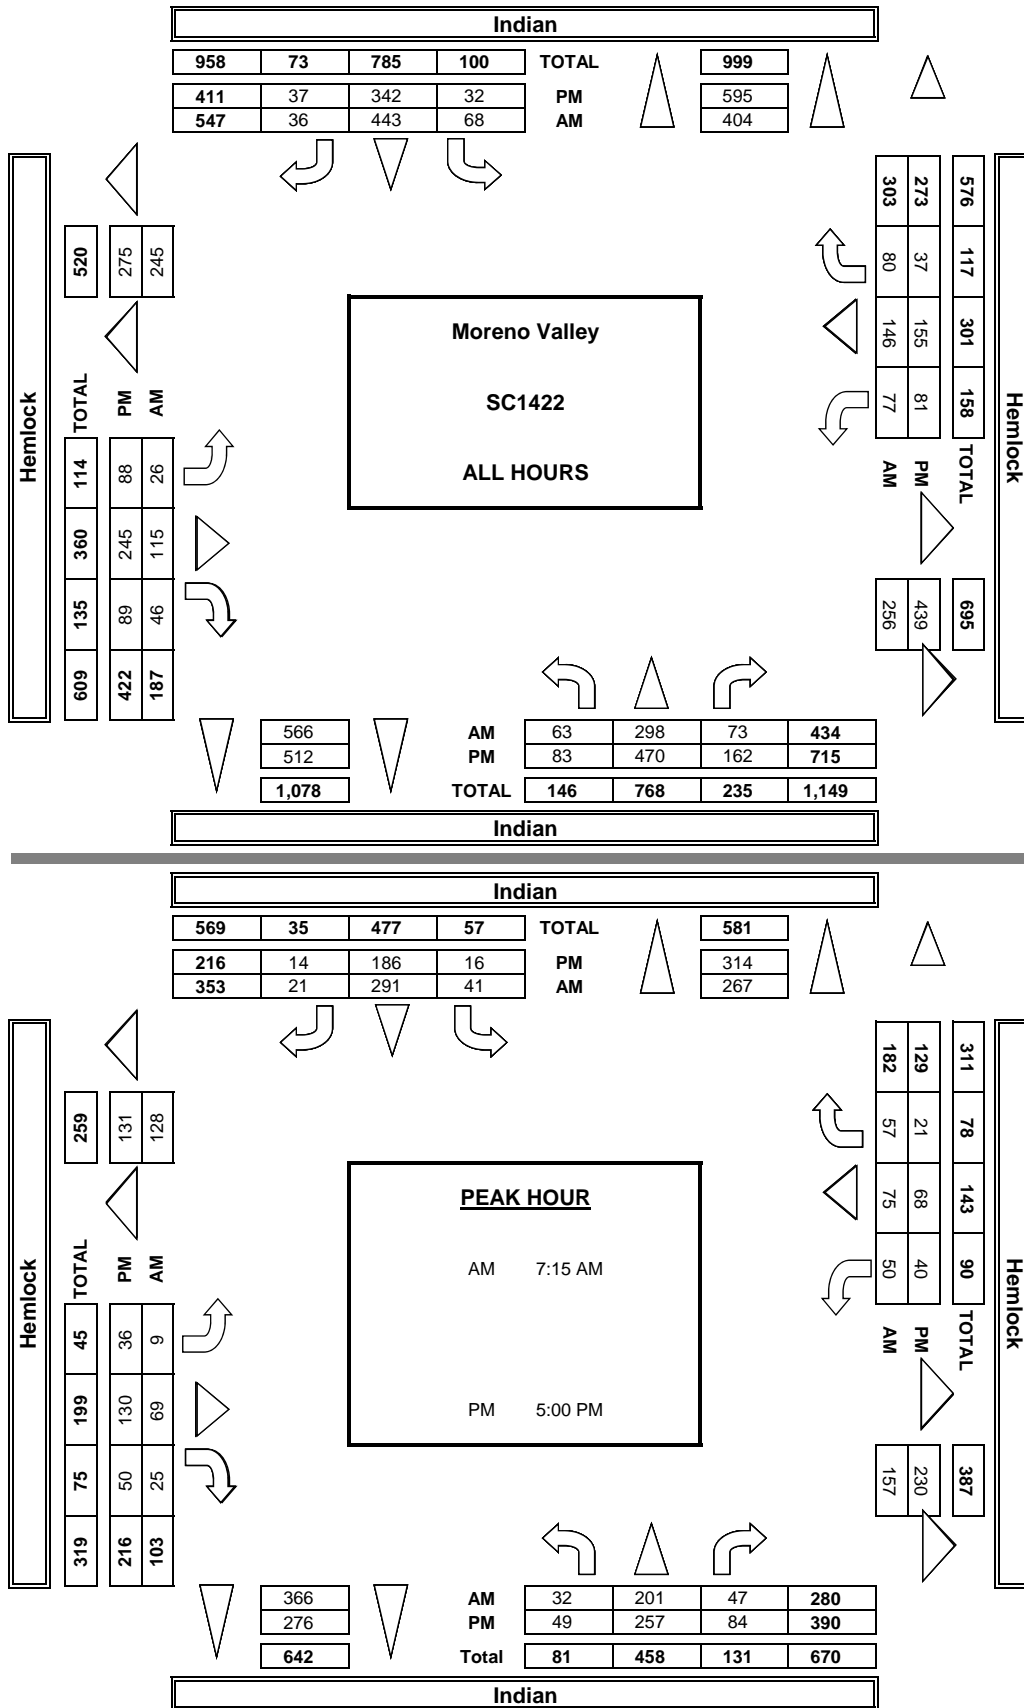 Indian
958 73 785 100 TOTAL 999
411 37 342 32 PM 595
547 36 443 68 AM 404
Hemlock
520 275 245
TOTAL PM AM
114 88 26
360 245 115
135 89 46
609 422 187
Moreno Valley
SC1422
ALL HOURS
303 273 576
80 37 117
146 155 301
77 81 158
AM PM TOTAL
256 439 695
Hemlock
566 AM 63 298 73 434
512 PM 83 470 162 715
1,078 TOTAL 146 768 235 1,149
Indian
Indian
569 35 477 57 TOTAL 581
216 14 186 16 PM 314
353 21 291 41 AM 267
Hemlock
259 131 128
TOTAL PM AM
45 36 9
199 130 69
75 50 25
319 216 103
PEAK HOUR
AM 7:15 AM
PM 5:00 PM
182 129 311
57 21 78
75 68 143
50 40 90
AM PM TOTAL
157 230 387
Hemlock
366 AM 32 201 47 280
276 PM 49 257 84 390
642 Total 81 458 131 670
Indian